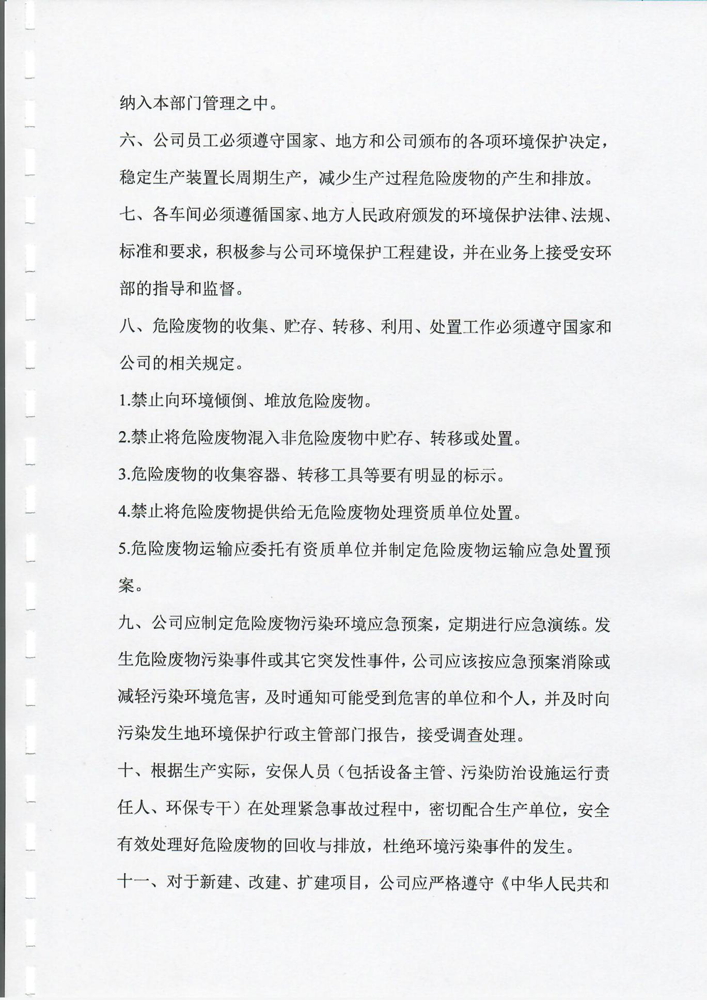 纳入本部门管理之中。
六、公司员工必须遵守国家、地方和公司颁布的各项环境保护决定，
稳定生产装置长周期生产，减少生产过程危险废物的产生和排放。
七、各车间必须遵循国家、地方人民政府颁发的环境保护法律、法规、
标准和要求，积极参与公司环境保护工程建设，并在业务上接受安环
部的指导和监督。
八、危险废物的收集、贮存、转移、利用、处置工作必须遵守国家和
公司的相关规定。
1.禁止向环境倾倒、堆放危险废物。
2.禁止将危险废物混入非危险废物中贮存、转移或处置。
3.危险废物的收集容器、转移工具等要有明显的标示。
4.禁止将危险废物提供给无危险废物处理资质单位处置。
5.危险废物运输应委托有资质单位并制定危险废物运输应急处置预
案。
九、公司应制定危险废物污染环境应急预案，定期进行应急演练。发
生危险废物污染事件或其它突发性事件，公司应该按应急预案消除或
减轻污染环境危害，及时通知可能受到危害的单位和个人，并及时向
污染发生地环境保护行政主管部门报告，接受调查处理。
十、根据生产实际，安保人员（包括设备主管、污染防治设施运行责
任人、环保专干）在处理紧急事故过程中，密切配合生产单位，安全
有效处理好危险废物的回收与排放，杜绝环境污染事件的发生。
十一、对于新建、改建、扩建项目，公司应严格遵守《中华人民共和